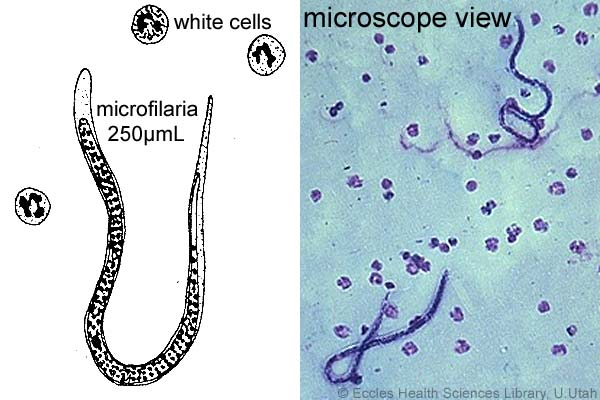 white cells
microfilaria
250µmL
microscope view
© Eccles Health Sciences Library, U.Utah